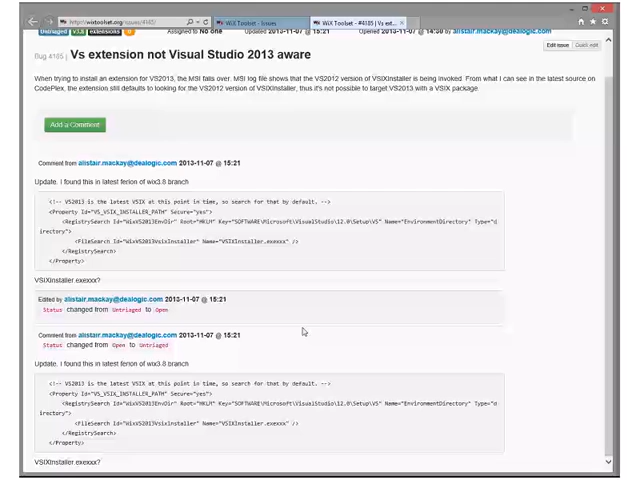 http://wixtoolset.org/issues/4185/
WiX Toolset - Issues
WiX Toolset - #4185 | Vs ext...
Untriaged v3.8 extensions 0
Assigned to No one
Updated 2013-11-07 @ 15:21
alistair.mackay@dealogic.com
Bug 4185 | Vs extension not Visual Studio 2013 aware
Edit issue Quick edit
When trying to install an extension for VS2013, the MSI falls over. MSI log file shows that the VS2012 version of VSIXInstaller is being invoked. From what I can see in the latest source on
CodePlex, the extension still defaults to looking for the VS2012 version of VSIXInstaller, thus it's not possible to target VS2013 with a VSIX package.
Add a Comment
Comment from alistair.mackay@dealogic.com 2013-11-07 @ 15:21
Update. I found this in latest ferion of wix3.8 branch
<!-- VS2013 is the latest VSIX at this point in time, so search for that by default. -->
<Property Id="VS_VSIX_INSTALLER_PATH" Secure="yes">
<RegistrySearch Id="WixVS2013EnvDir" Root="HKLM" Key="SOFTWARE\Microsoft\VisualStudio\12.0\Setup\VS" Name="EnvironmentDirectory" Type="d
irectory">
<FileSearch Id="WixVS2013VsixInstaller" Name="VSIXInstaller.exexxx" />
</RegistrySearch>
</Property>
VSIXInstaller.exexxx?
Edited by alistair.mackay@dealogic.com 2013-11-07 @ 15:21
Status changed from Untriaged to Open
Comment from alistair.mackay@dealogic.com 2013-11-07 @ 15:21
Status changed from Open to Untriaged
Update. I found this in latest ferion of wix3.8 branch
<!-- VS2013 is the latest VSIX at this point in time, so search for that by default. -->
<Property Id="VS_VSIX_INSTALLER_PATH" Secure="yes">
<RegistrySearch Id="WixVS2013EnvDir" Root="HKLM" Key="SOFTWARE\Microsoft\VisualStudio\12.0\Setup\VS" Name="EnvironmentDirectory" Type="d
irectory">
<FileSearch Id="WixVS2013VsixInstaller" Name="VSIXInstaller.exexxx" />
</RegistrySearch>
</Property>
VSIXInstaller.exexxx?